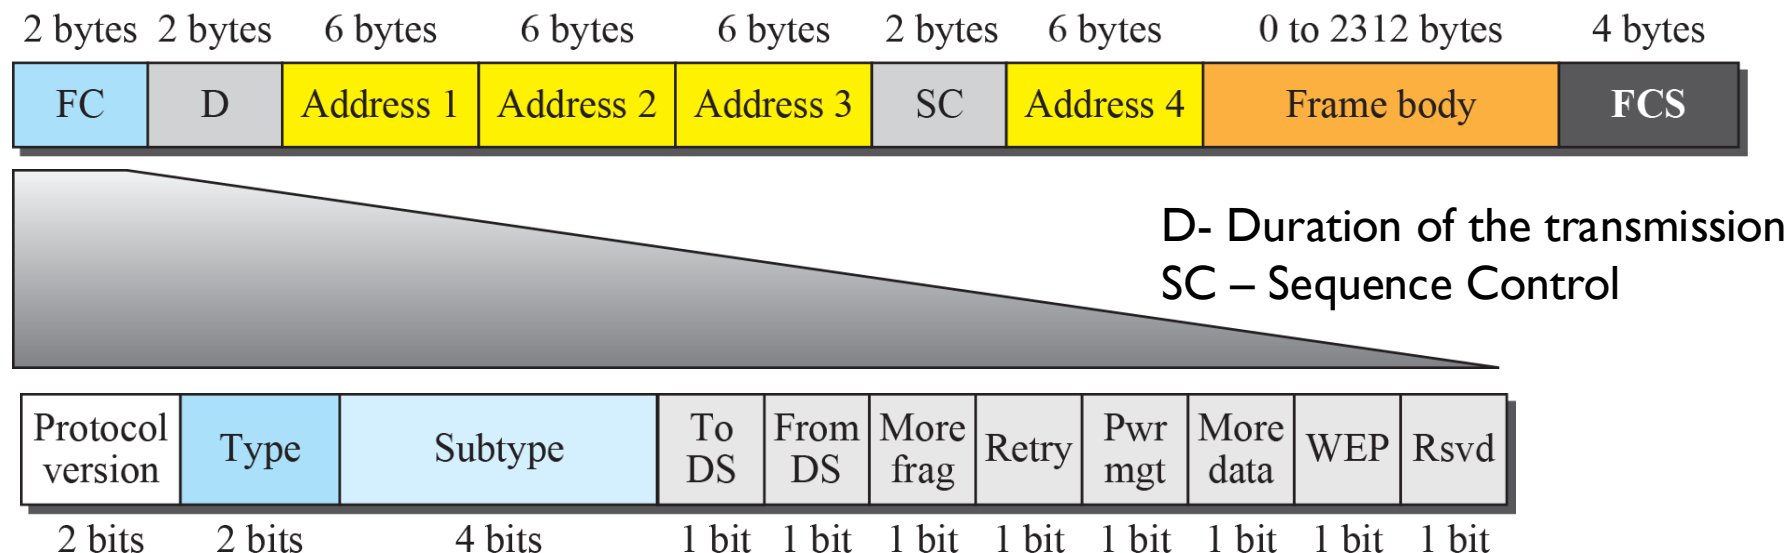 2 bytes 2 bytes 6 bytes 6 bytes 6 bytes 2 bytes 6 bytes 0 to 2312 bytes 4 bytes
FC D Address 1 Address 2 Address 3 SC Address 4 Frame body FCS
D- Duration of the transmission
SC – Sequence Control
Protocol version Type Subtype To DS From DS More frag Retry Pwr mgt More data WEP Rsvd
2 bits 2 bits 4 bits 1 bit 1 bit 1 bit 1 bit 1 bit 1 bit 1 bit 1 bit